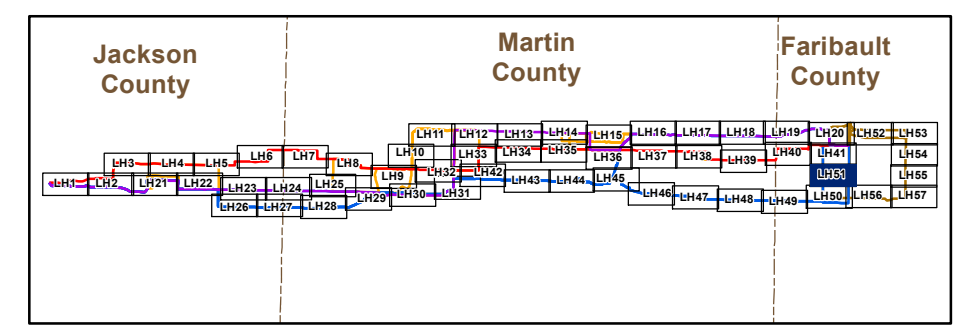 Jackson
County
Martin
County
Faribault
County
LH11 LH12 LH13 LH14 LH15 LH16 LH17 LH18 LH19 LH20 LH52 LH53
LH3 LH4 LH5 LH6 LH7 LH8 LH10 LH33 LH34 LH35 LH36 LH37 LH38 LH39 LH40 LH41 LH54
LH1 LH2 LH21 LH22 LH23 LH24 LH25 LH9 LH32 LH42 LH43 LH44 LH45 LH51 LH55
LH26 LH27 LH28 LH29 LH30 LH31 LH46 LH47 LH48 LH49 LH50 LH56 LH57